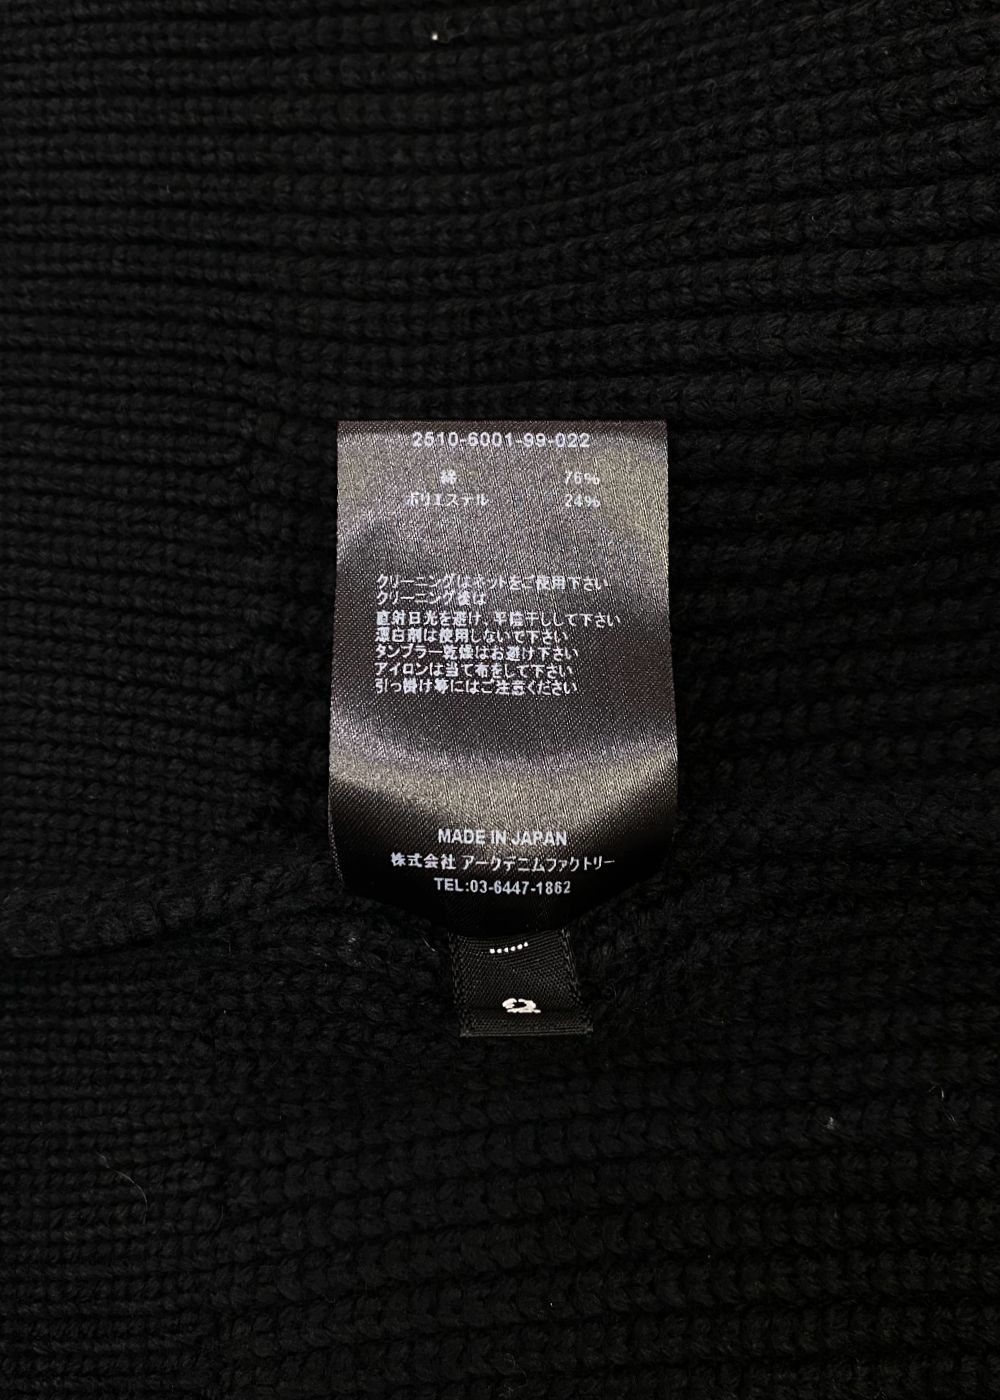 2510-6001-99-022
綿 76%
ポリエステル 24%
クリーニングはネットをご使用下さい
クリーニング後は
直射日光を避け、平陰干しして下さい
漂白剤は使用しないで下さい
タンブラー乾燥はお避け下さい
アイロンは当て布をして下さい
引っ掛け等にはご注意ください
MADE IN JAPAN
株式会社 アークデニムファクトリー
TEL:03-6447-1862
2